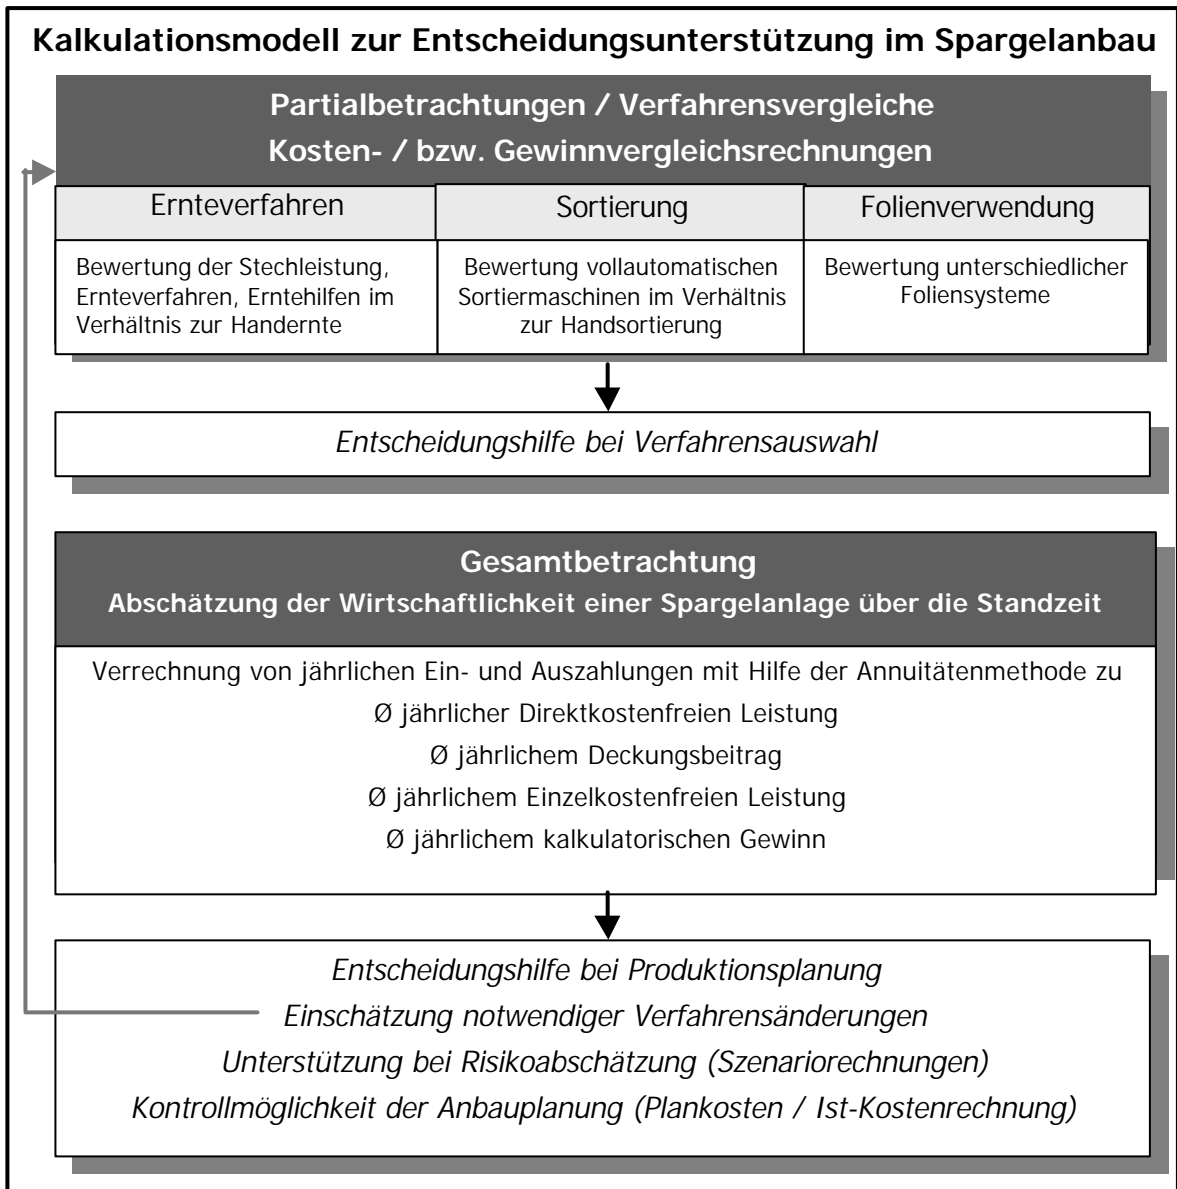 Kalkulationsmodell zur Entscheidungsunterstützung im Spargelanbau
Partialbetrachtungen / Verfahrensvergleiche
Kosten- / bzw. Gewinnvergleichsrechnungen
Ernteverfahren
Sortierung
Folienverwendung
Bewertung der Stechleistung,
Ernteverfahren, Erntehilfen im
Verhältnis zur Handernte
Bewertung vollautomatischen
Sortiermaschinen im Verhältnis
zur Handsortierung
Bewertung unterschiedlicher
Foliensysteme
Entscheidungshilfe bei Verfahrensauswahl
Gesamtbetrachtung
Abschätzung der Wirtschaftlichkeit einer Spargelanlage über die Standzeit
Verrechnung von jährlichen Ein- und Auszahlungen mit Hilfe der Annuitätenmethode zu
Ø jährlicher Direktkostenfreien Leistung
Ø jährlichem Deckungsbeitrag
Ø jährlichem Einzelkostenfreien Leistung
Ø jährlichem kalkulatorischen Gewinn
Entscheidungshilfe bei Produktionsplanung
Einschätzung notwendiger Verfahrensänderungen
Unterstützung bei Risikoabschätzung (Szenariorechnungen)
Kontrollmöglichkeit der Anbauplanung (Plankosten / Ist-Kostenrechnung)